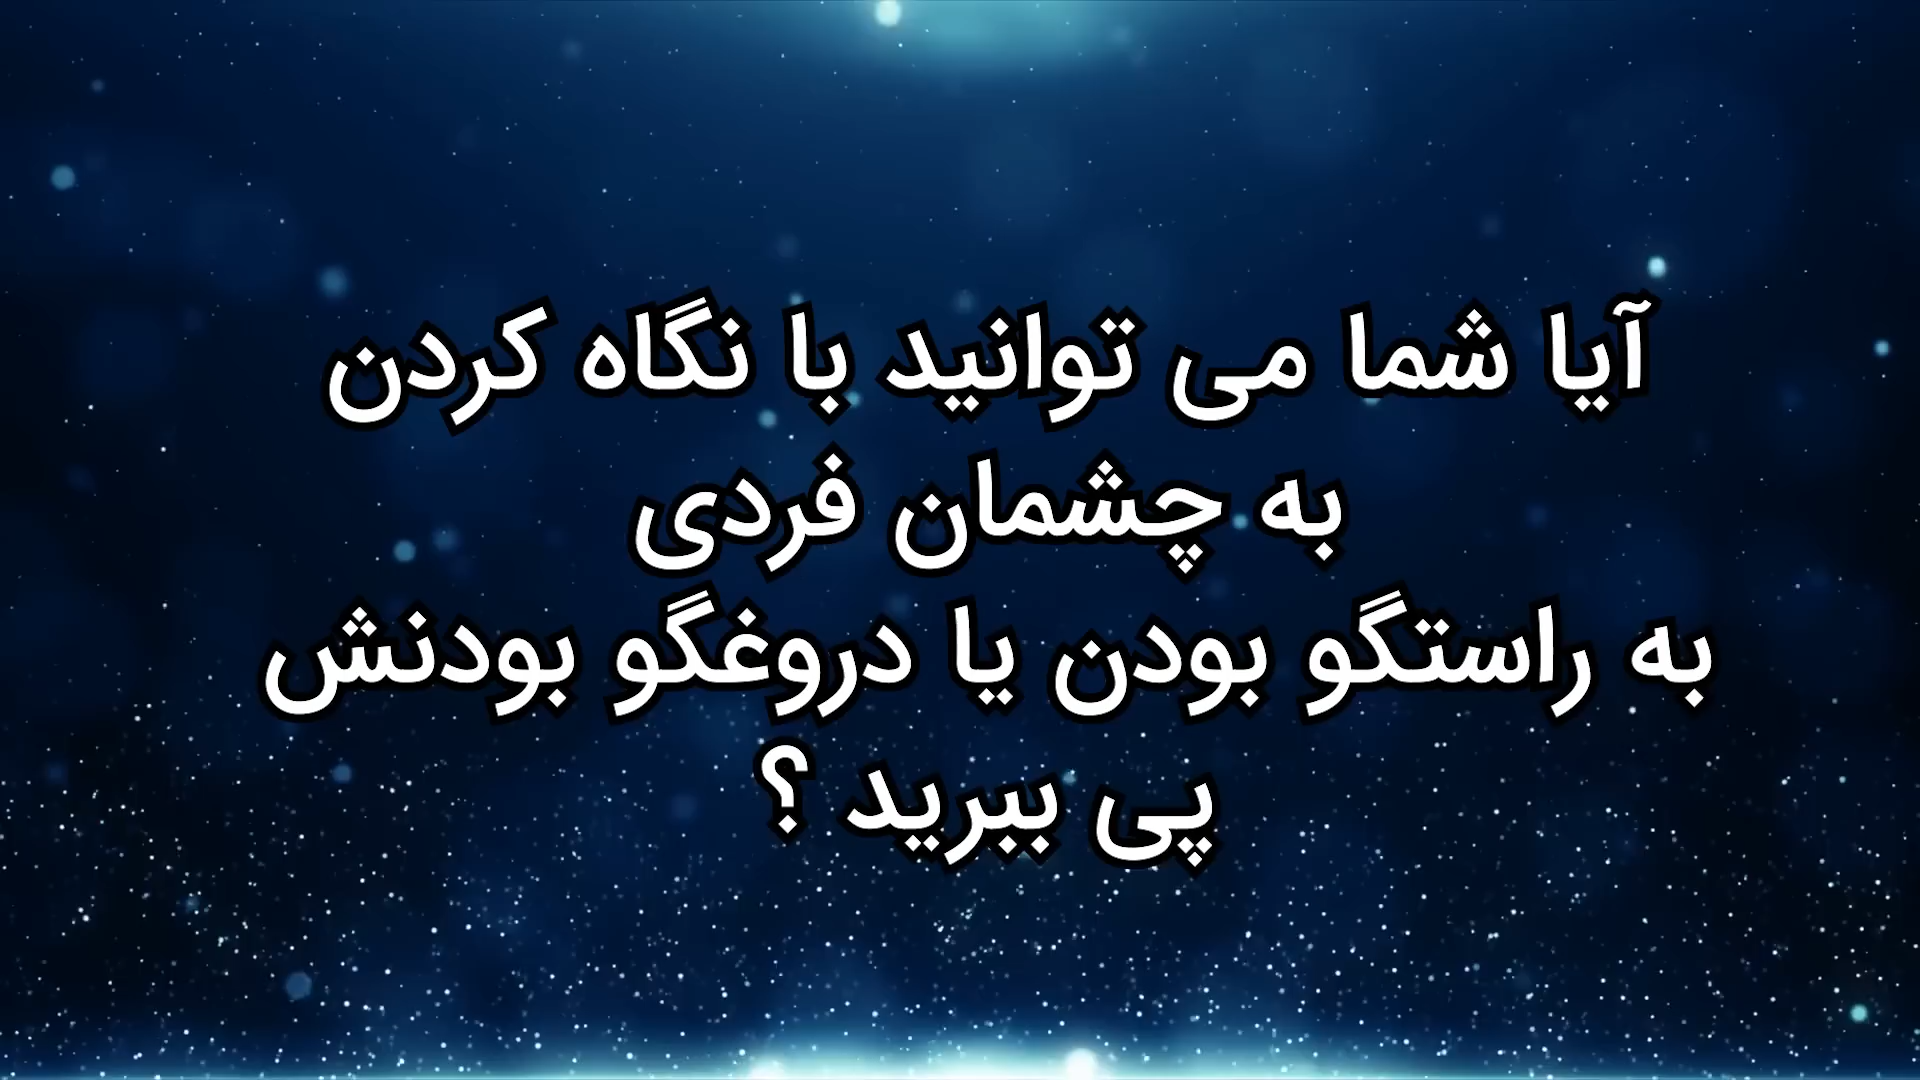 آیا شما می توانید با نگاه کردن
به چشمان فردی
به راستگو بودن یا دروغگو بودنش
پی ببرید ؟